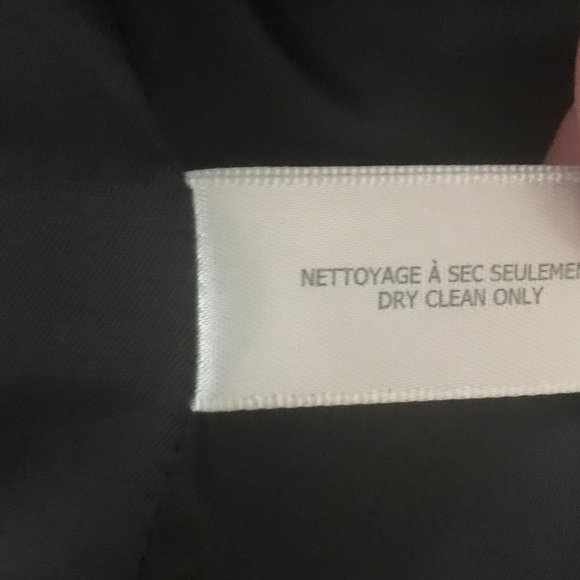 NETTOYAGE À SEC SEULEMEN
DRY CLEAN ONLY